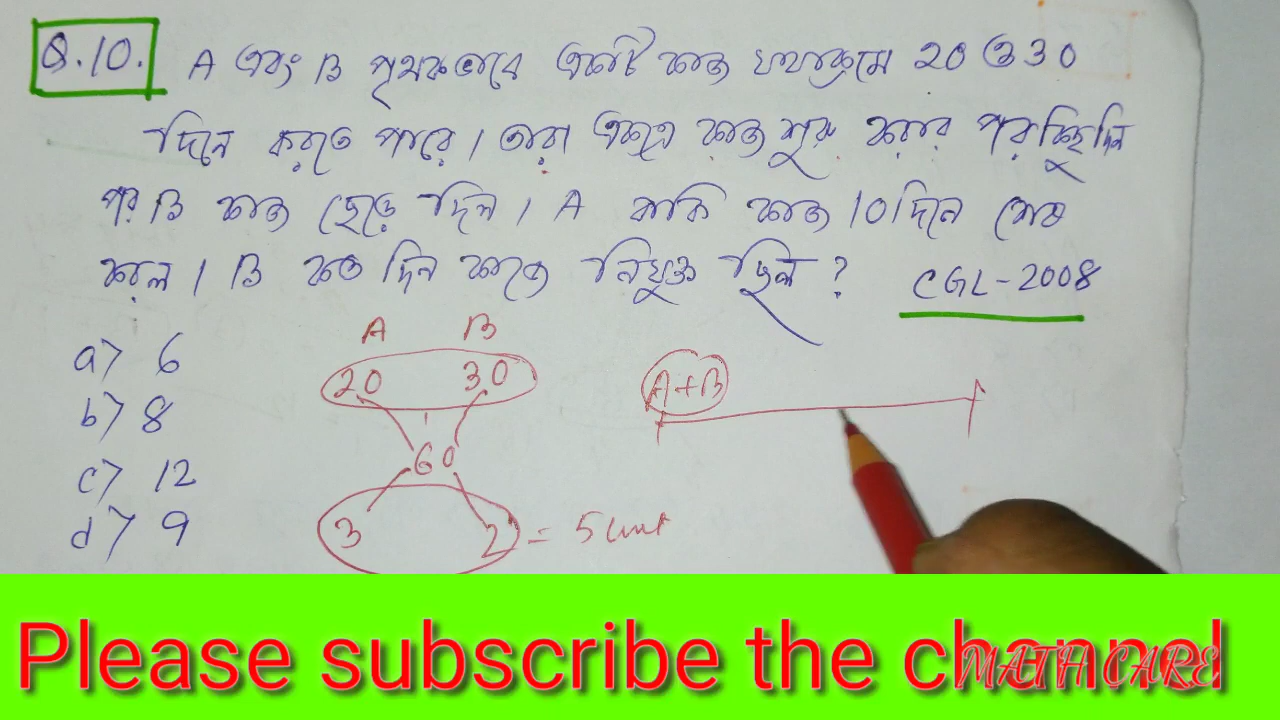 Q.10. A এবং B পৃথকভাবে একটি কাজ যথাক্রমে 20 ও 30
দিনে করতে পারে। তারা একত্রে কাজ শুরু করার পর কিছুদিন
পর B কাজ ছেড়ে দিল। A বাকি কাজ 10 দিনে শেষ
করল। B কত দিন কাজে নিযুক্ত ছিল? CGL-2008
a) 6
b) 8
c) 12
d) 9
A B
20 30
60
3 2 = 5 unit
A+B
Please subscribe the channel
MATH CARE